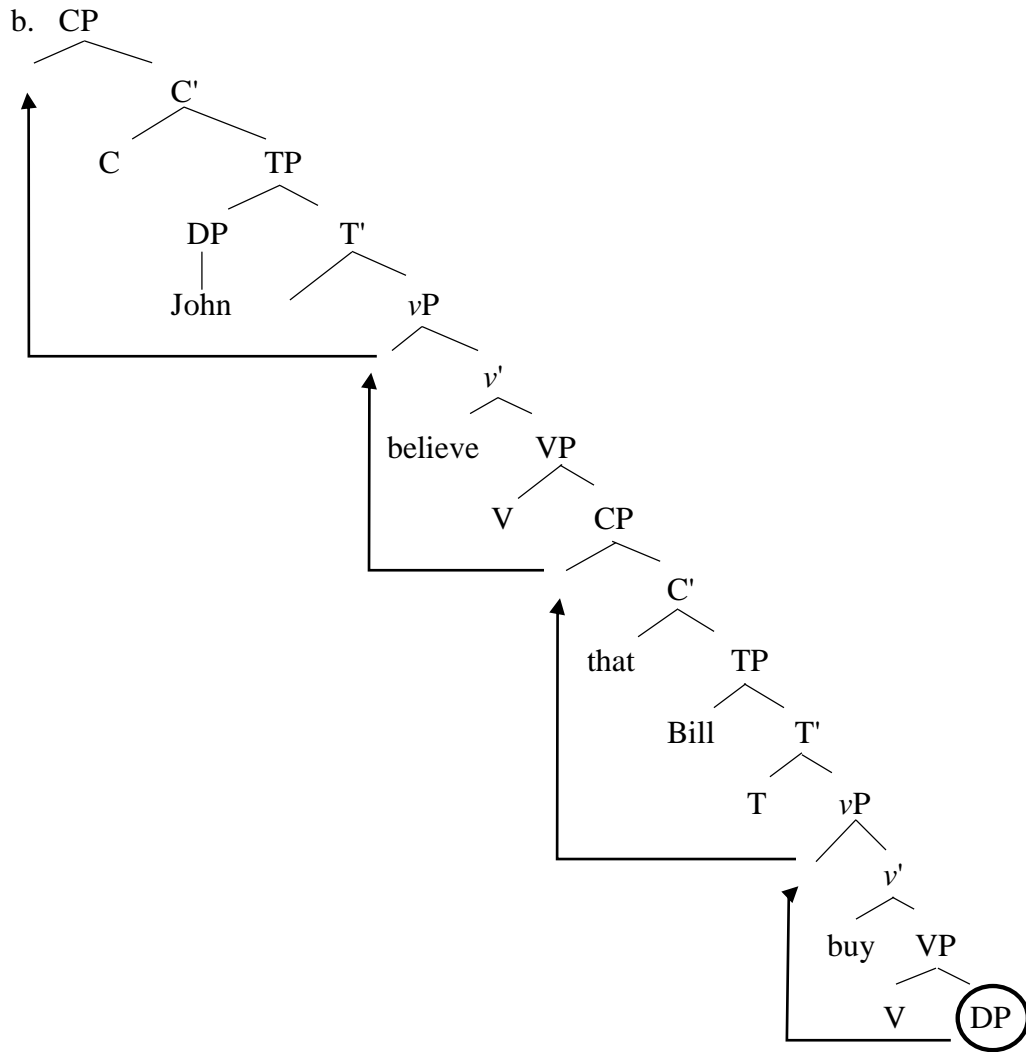 b. CP
C'
C TP
DP T'
John vP
v'
believe VP
V CP
C'
that TP
Bill T'
T vP
v'
buy VP
V DP